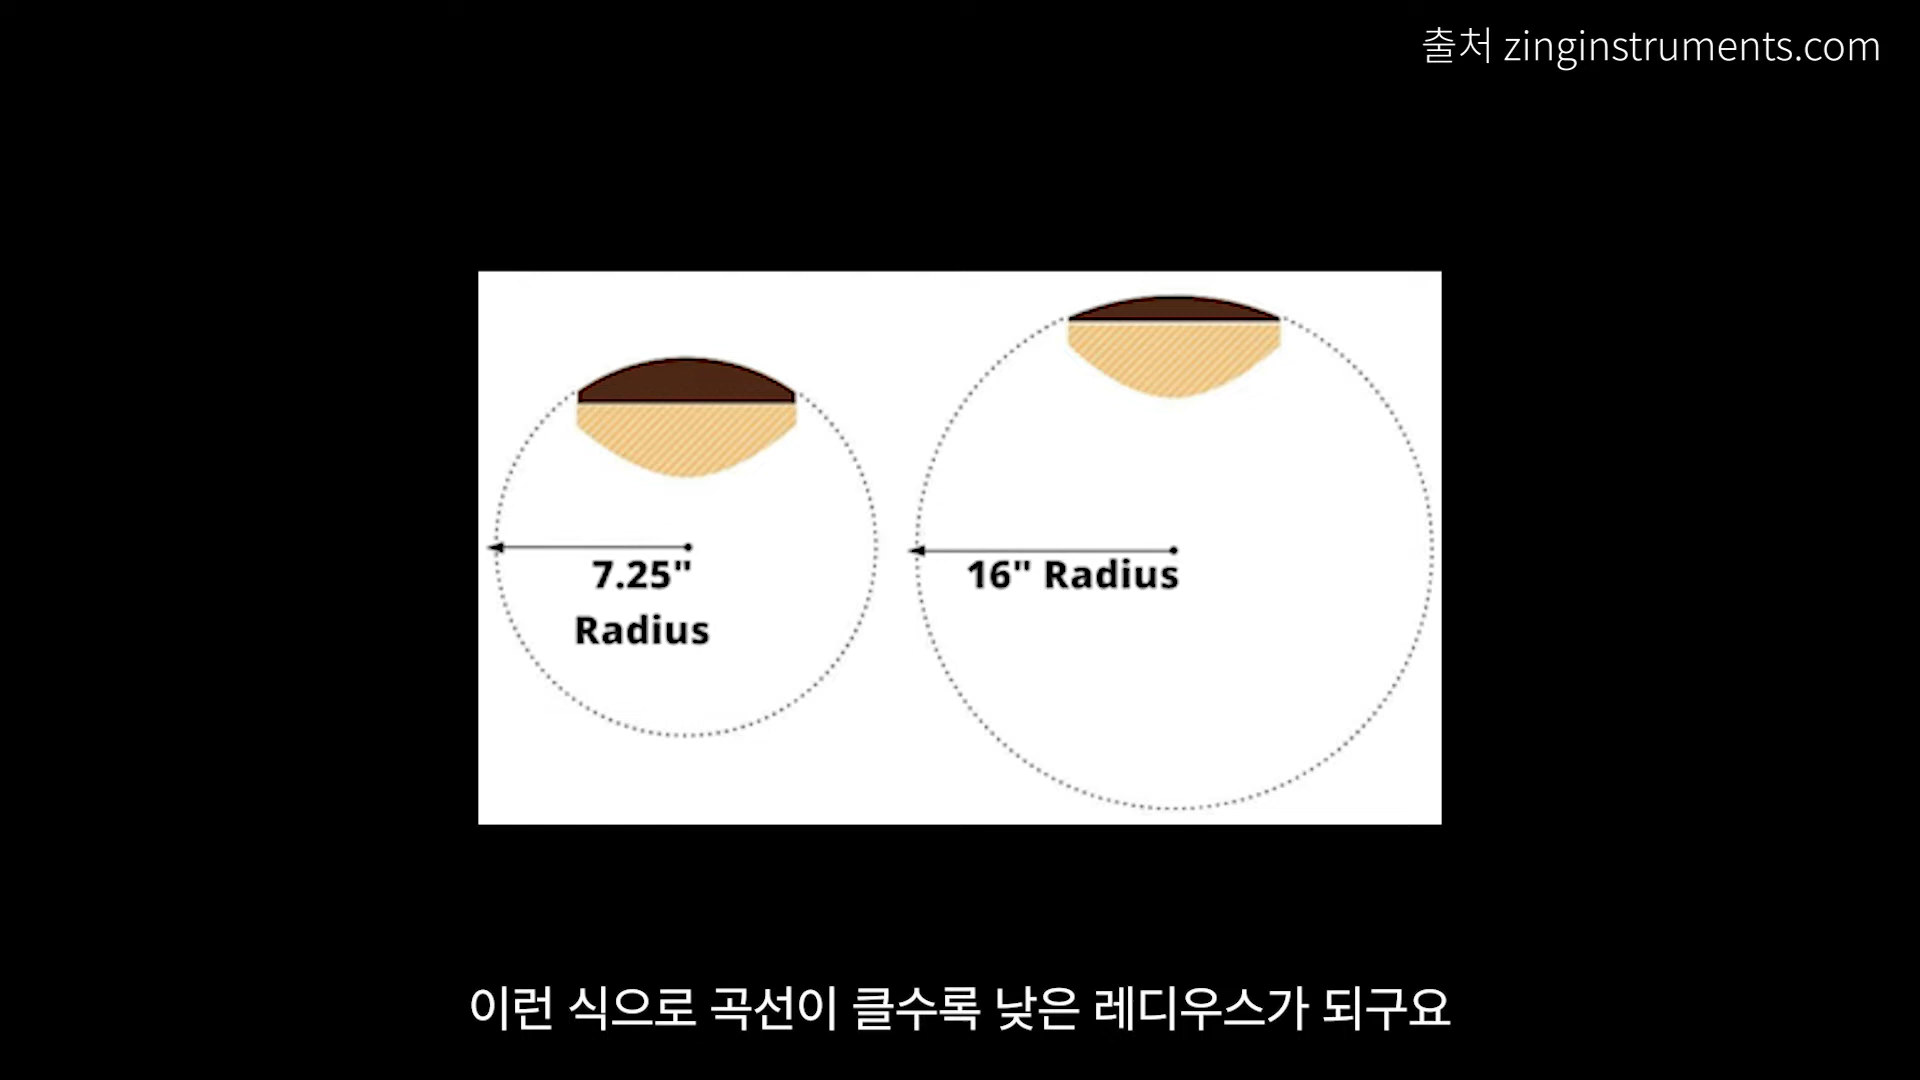 출처 zinginstruments.com
7.25"
Radius
16" Radius
이런 식으로 곡선이 클수록 낮은 레디우스가 되구요